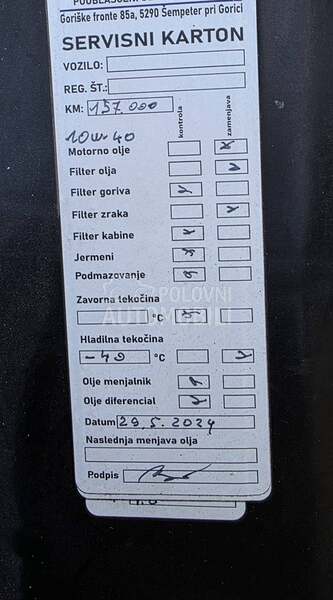 Goriške fronte 85a, 5290 Šempeter pri Gorici
SERVISNI KARTON
VOZILO:
REG. ŠT.:
KM: 157.000
kontrola
zamenjava
10W-40
Motorno olje
Filter olja
Filter goriva
Filter zraka
Filter kabine
Jermeni
Podmazovanje
Zavorna tekočina
°C
POLOVNI
AUTOMOBILI
Hladilna tekočina
-40 °C
Olje menjalnik
Olje diferencial
Datum 29.5.2024
Naslednja menjava olja
Podpis